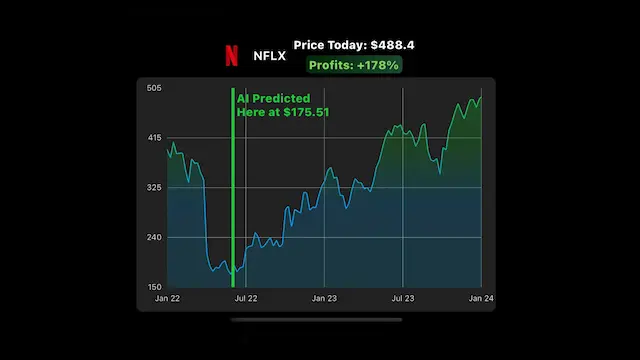 NFLX
Price Today: $488.4
Profits: +178%
AI Predicted
Here at $175.51
505
415
325
240
150
Jan 22
Jul 22
Jan 23
Jul 23
Jan 24